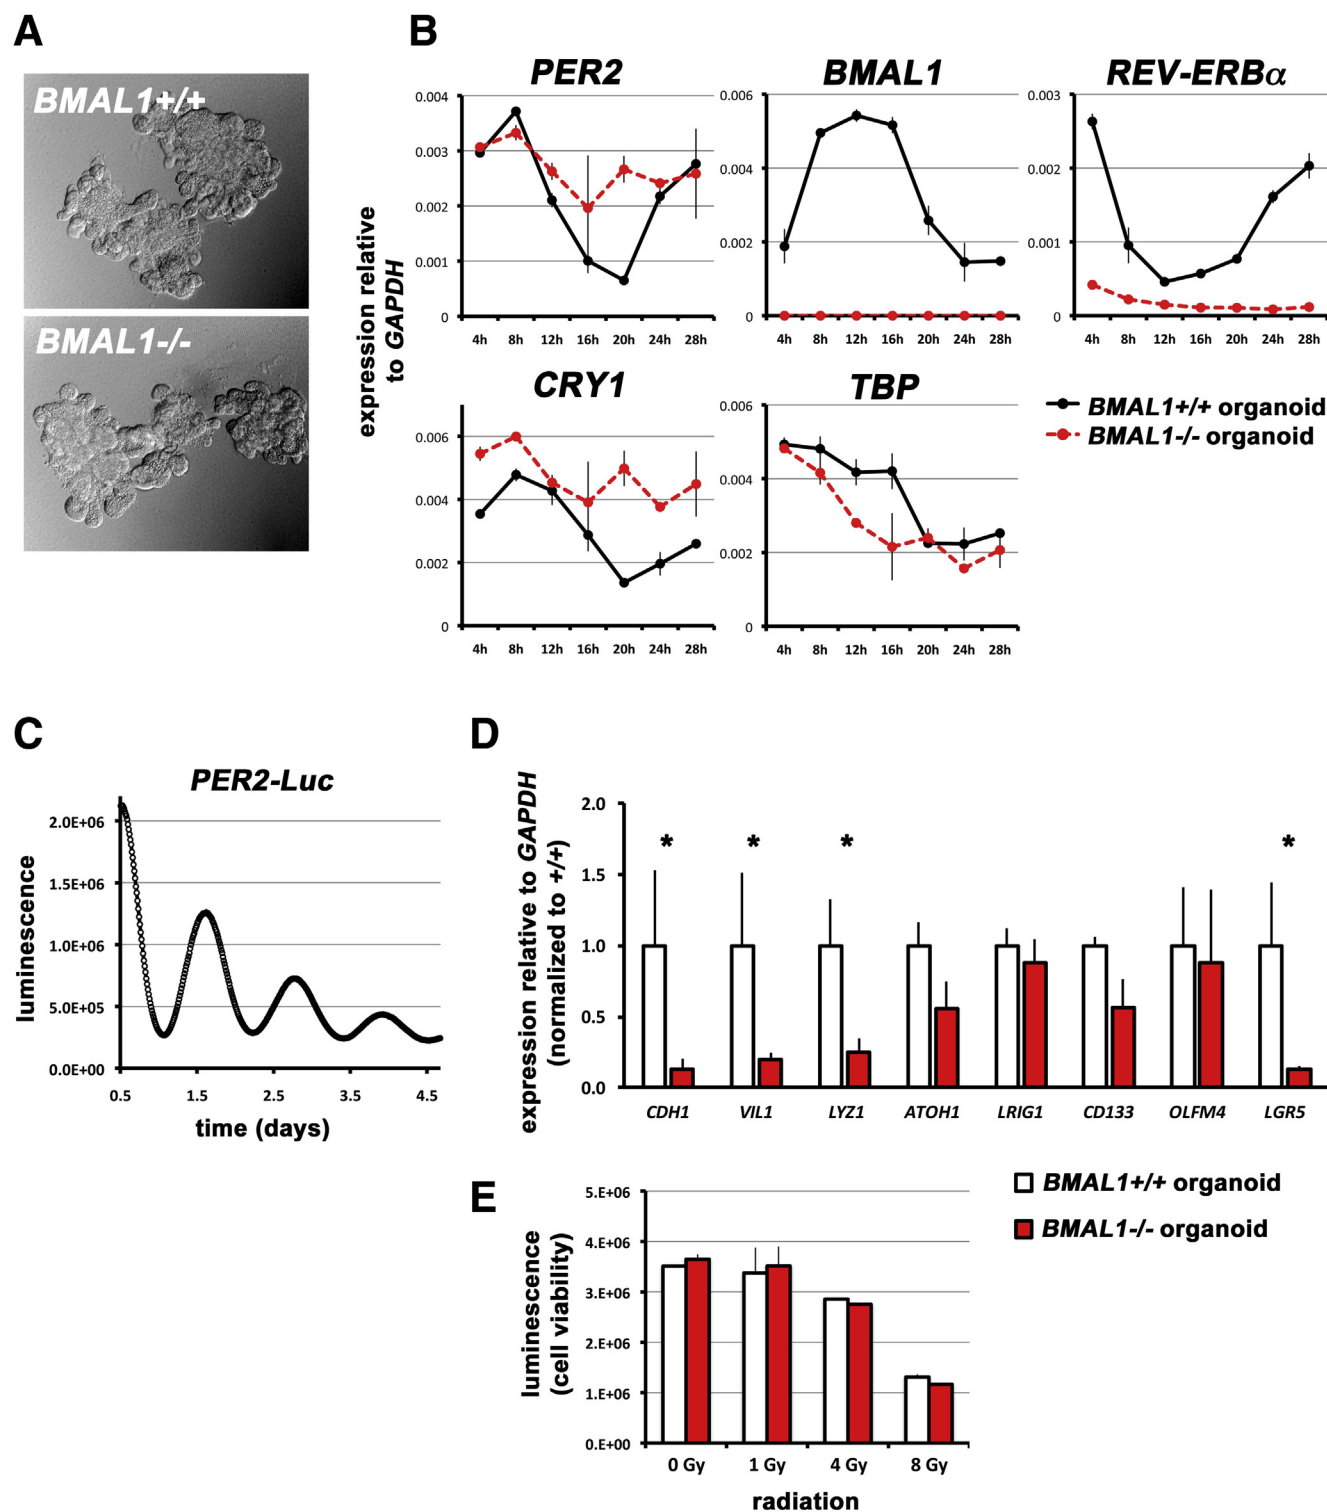 A
BMAL1+/+
BMAL1-/-
B
expression relative
to GAPDH
PER2
0.004
0.003
0.002
0.001
0
4h 8h 12h 16h 20h 24h 28h
BMAL1
0.006
0.004
0.002
0
4h 8h 12h 16h 20h 24h 28h
REV-ERBα
0.003
0.002
0.001
0
4h 8h 12h 16h 20h 24h 28h
CRY1
0.006
0.004
0.002
0
4h 8h 12h 16h 20h 24h 28h
TBP
0.006
0.004
0.002
0
4h 8h 12h 16h 20h 24h 28h
BMAL1+/+ organoid
BMAL1-/- organoid
C
PER2-Luc
luminescence
2.0E+06
1.5E+06
1.0E+06
5.0E+05
0.0E+00
0.5 1.5 2.5 3.5 4.5
time (days)
D
expression relative to GAPDH
(normalized to +/+)
2.0
1.5
1.0
0.5
0.0
* * * *
CDH1 VIL1 LYZ1 ATOH1 LRIG1 CD133 OLFM4 LGR5
BMAL1+/+ organoid
BMAL1-/- organoid
E
luminescence
(cell viability)
5.E+06
4.E+06
3.E+06
2.E+06
1.E+06
0.E+00
0 Gy 1 Gy 4 Gy 8 Gy
radiation